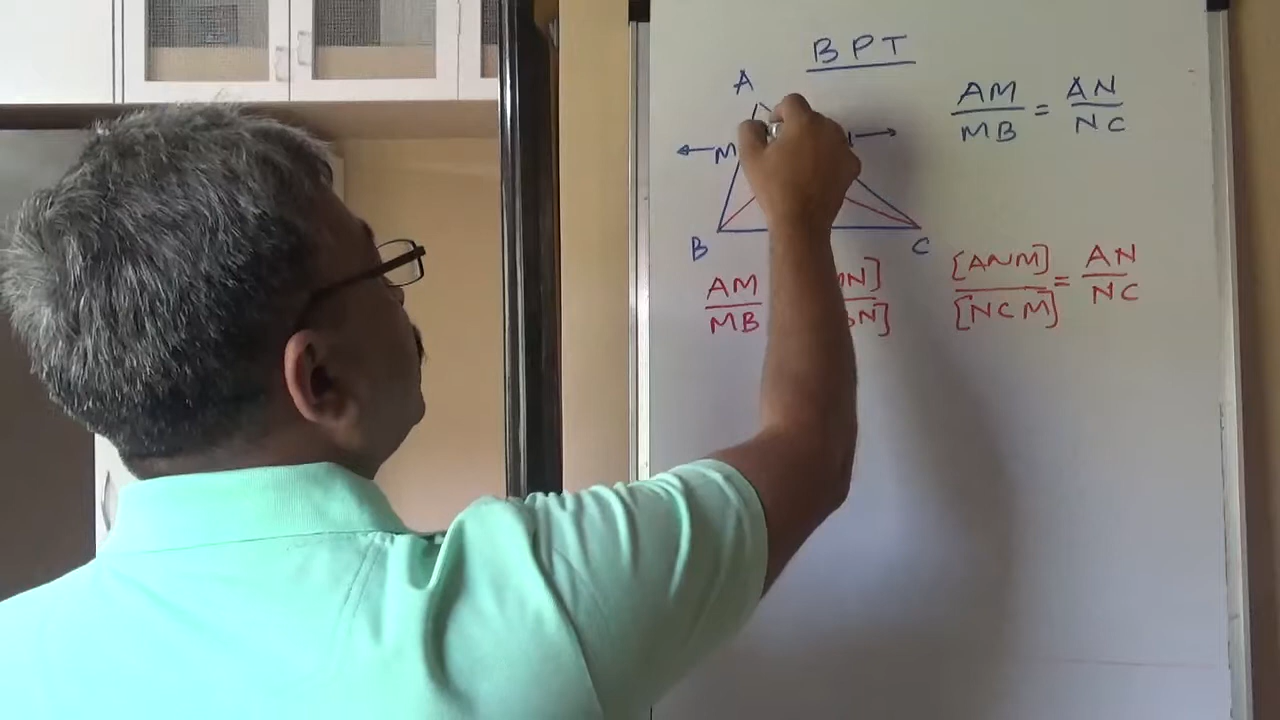 BPT
A
AM/MB = AN/NC
M
B
C
AM/MB
[ANM]/[NCM] = AN/NC